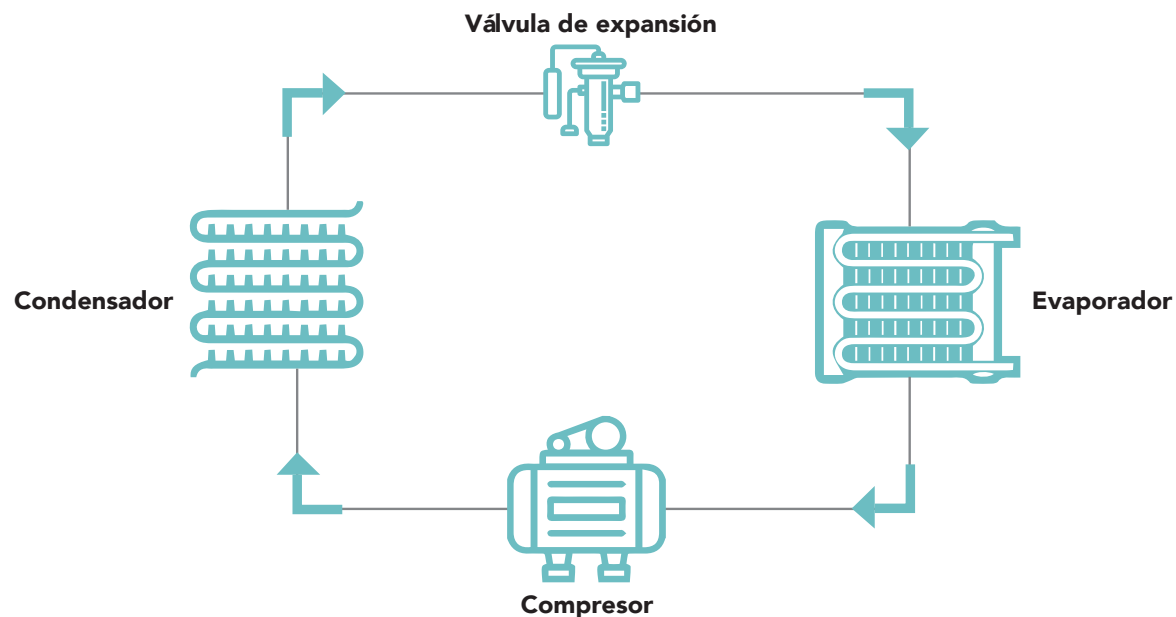 Válvula de expansión
Condensador
Evaporador
Compresor